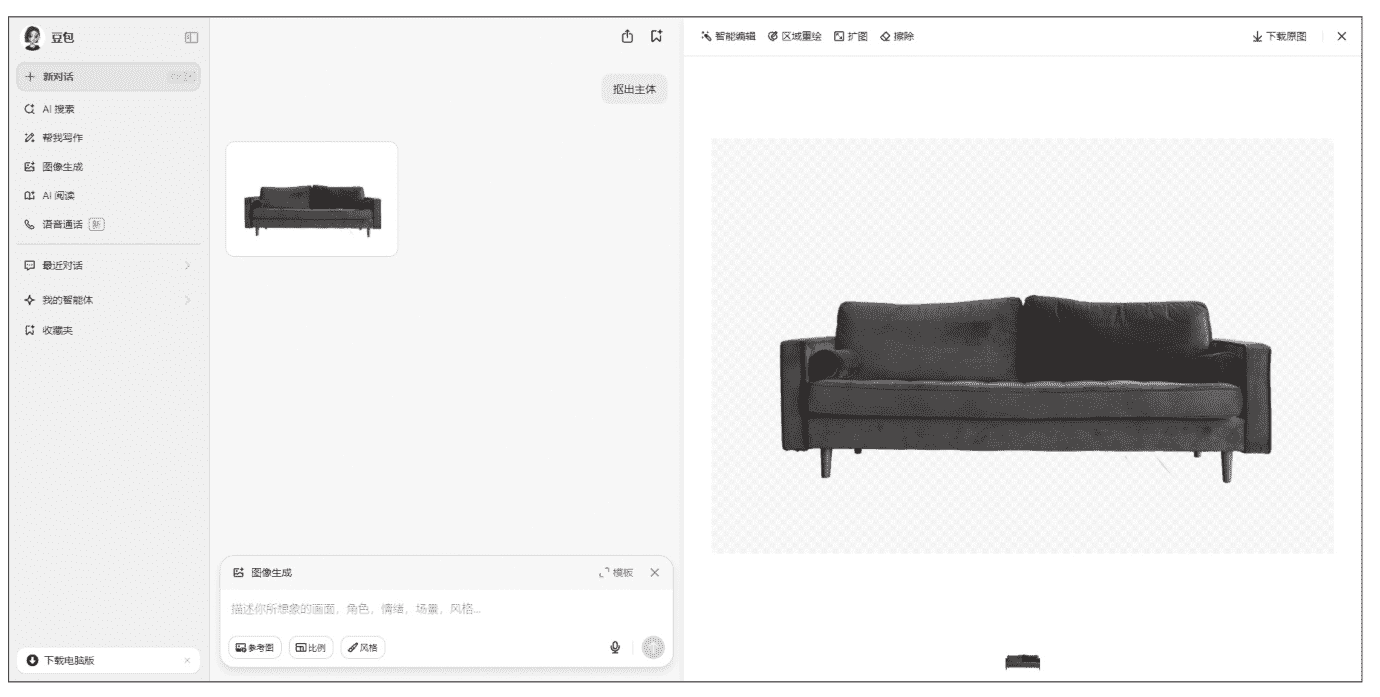 豆包
新对话
AI 搜索
帮我写作
图像生成
AI 阅读
语音通话 新
最近对话
我的智能体
收藏夹
下载电脑版
抠出主体
图像生成
模板
描述你所想象的画面，角色，情绪，场景，风格...
参考图
比例
风格
智能编辑 区域重绘 扩图 擦除
下载原图